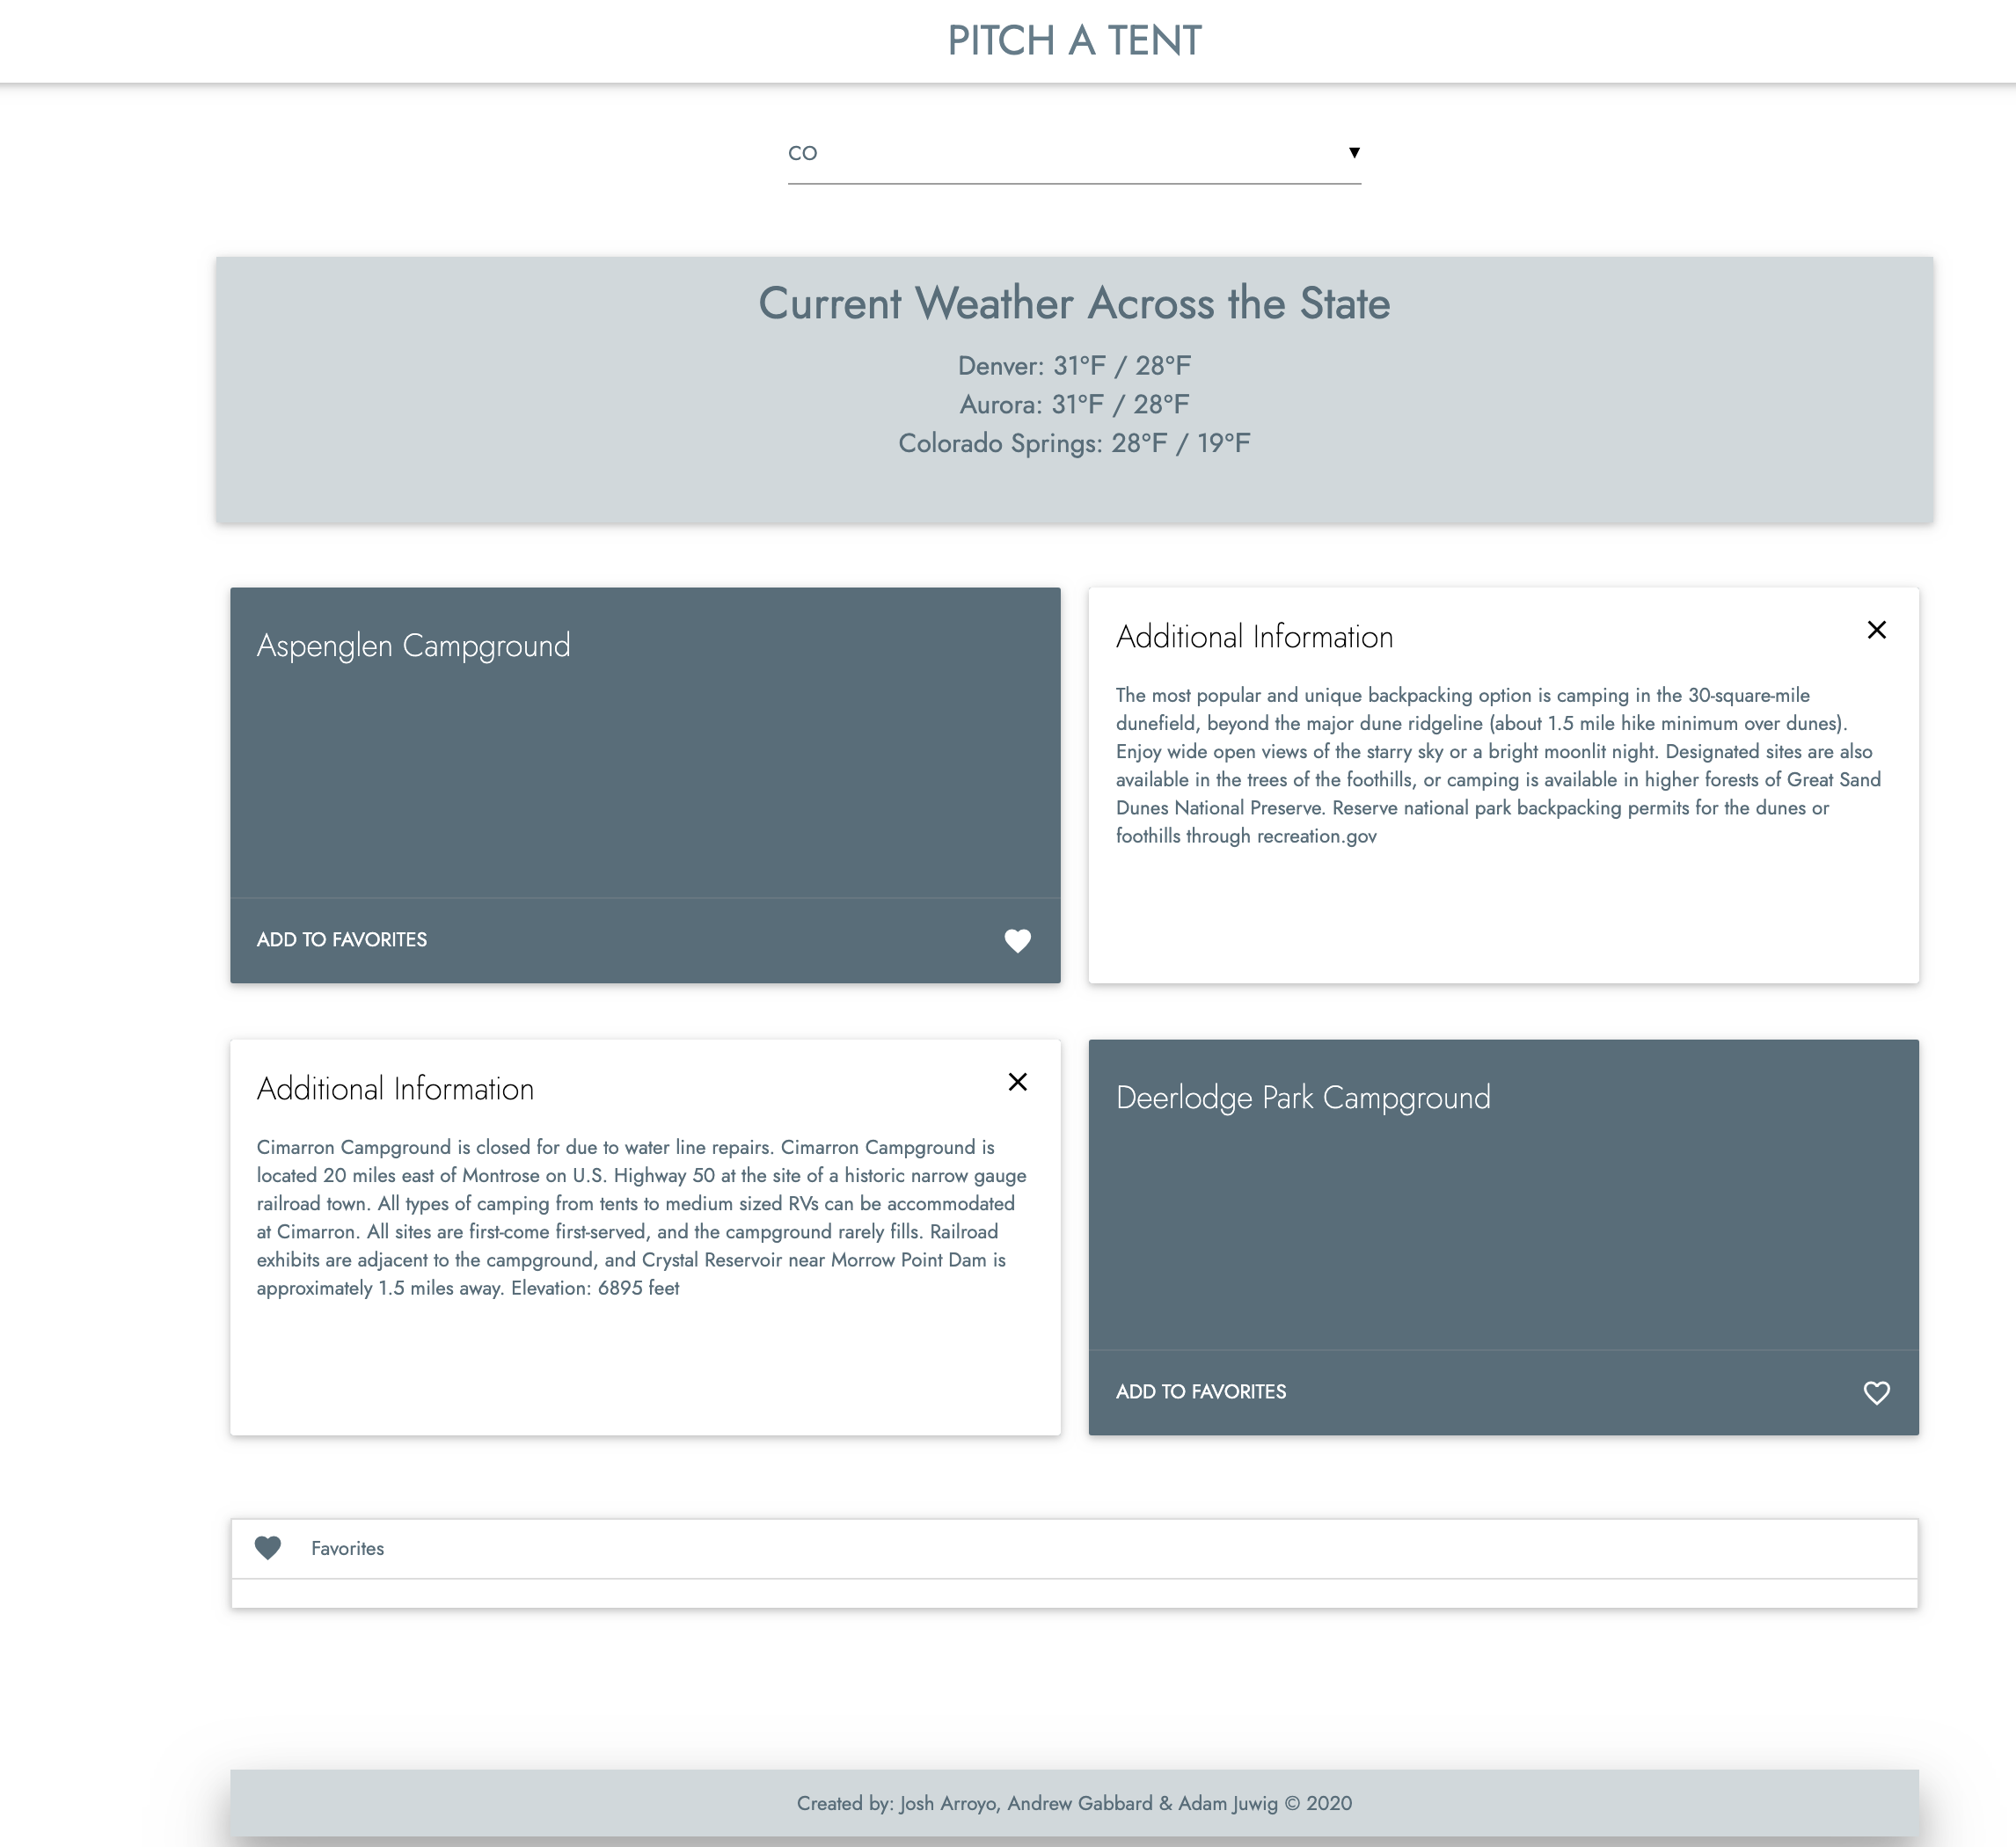 PITCH A TENT
CO
Current Weather Across the State
Denver: 31°F / 28°F
Aurora: 31°F / 28°F
Colorado Springs: 28°F / 19°F
Aspenglen Campground
ADD TO FAVORITES
Additional Information
The most popular and unique backpacking option is camping in the 30-square-mile
dunefield, beyond the major dune ridgeline (about 1.5 mile hike minimum over dunes).
Enjoy wide open views of the starry sky or a bright moonlit night. Designated sites are also
available in the trees of the foothills, or camping is available in higher forests of Great Sand
Dunes National Preserve. Reserve national park backpacking permits for the dunes or
foothills through recreation.gov
Additional Information
Cimarron Campground is closed for due to water line repairs. Cimarron Campground is
located 20 miles east of Montrose on U.S. Highway 50 at the site of a historic narrow gauge
railroad town. All types of camping from tents to medium sized RVs can be accommodated
at Cimarron. All sites are first-come first-served, and the campground rarely fills. Railroad
exhibits are adjacent to the campground, and Crystal Reservoir near Morrow Point Dam is
approximately 1.5 miles away. Elevation: 6895 feet
Deerlodge Park Campground
ADD TO FAVORITES
Favorites
Created by: Josh Arroyo, Andrew Gabbard & Adam Juwig © 2020